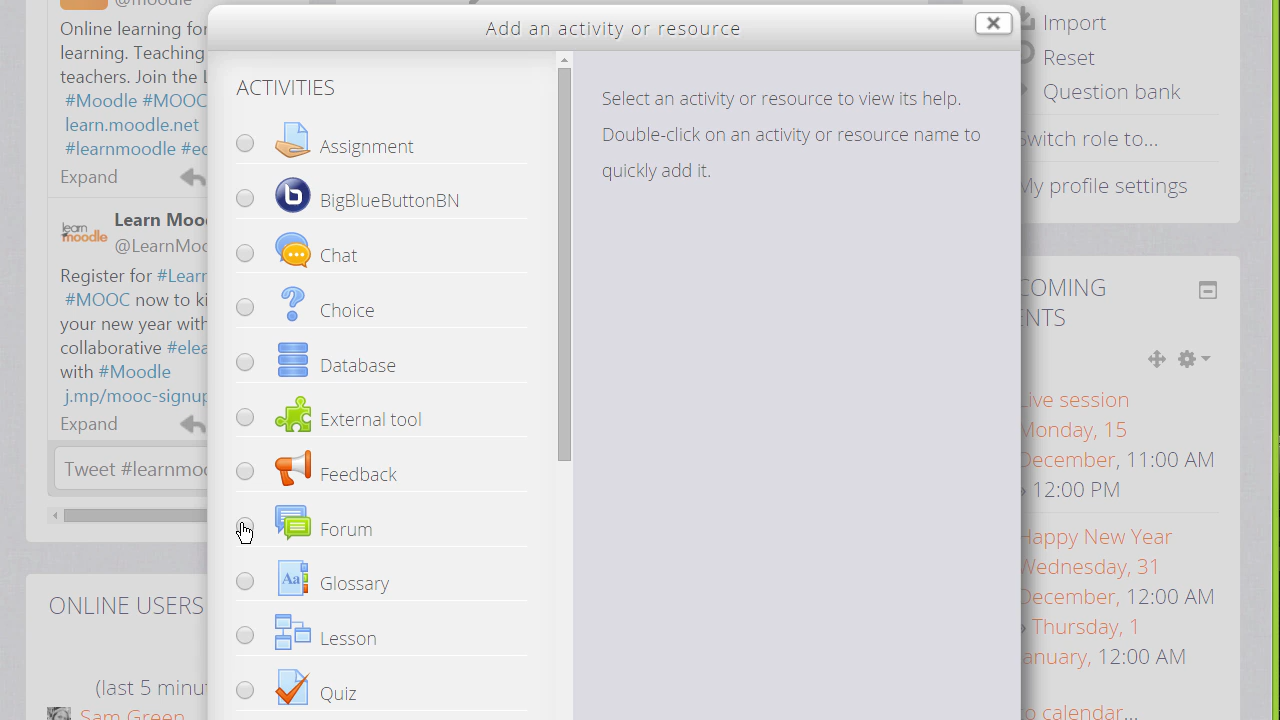 @moodle
Online learning for
learning. Teaching
teachers. Join the L
#Moodle #MOOC
learn.moodle.net
#learnmoodle #ed
Expand
learn
moodle
Learn Moo
@LearnMoo
Register for #Learn
#MOOC now to ki
your new year with
collaborative #elea
with #Moodle
j.mp/mooc-signup
Expand
Tweet #learnmoo
ONLINE USERS
(last 5 minut
Sam Green
Add an activity or resource
ACTIVITIES
Assignment
b
BigBlueButtonBN
Chat
?
Choice
Database
External tool
Feedback
Forum
Aa
Glossary
Lesson
Quiz
Select an activity or resource to view its help.
Double-click on an activity or resource name to
quickly add it.
Import
Reset
Question bank
Switch role to...
My profile settings
COMING
ENTS
Live session
Monday, 15
December, 11:00 AM
» 12:00 PM
Happy New Year
Wednesday, 31
December, 12:00 AM
» Thursday, 1
anuary, 12:00 AM
o calendar...